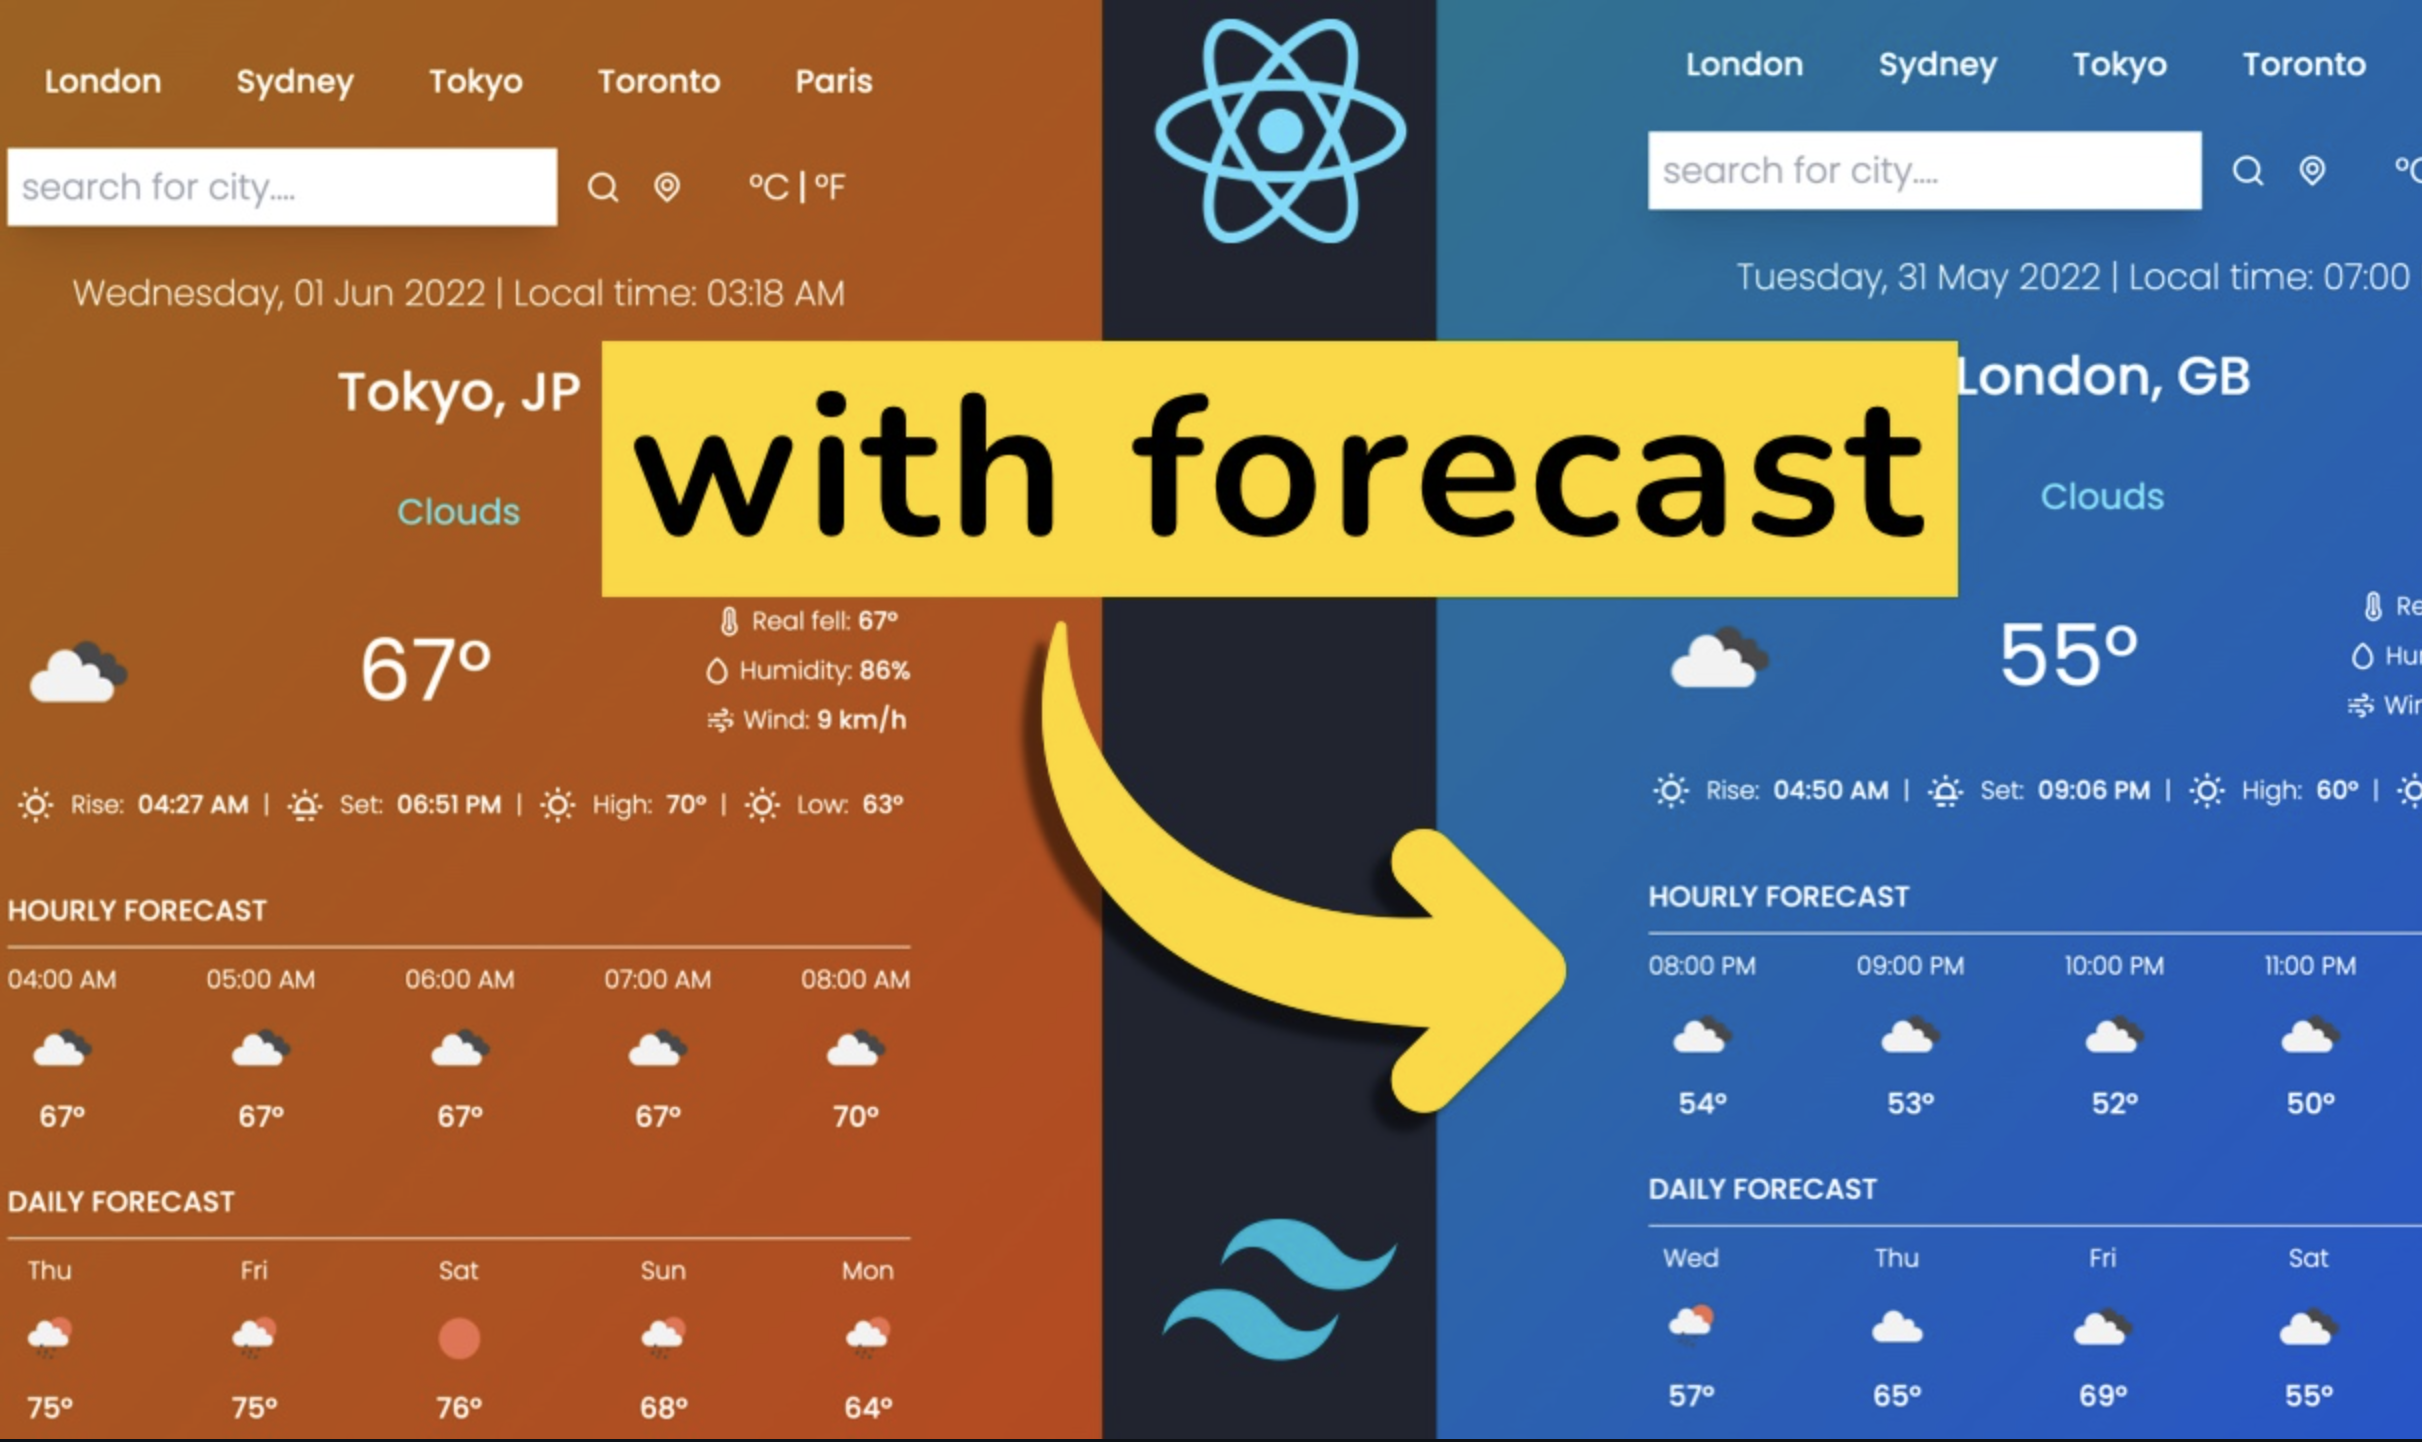 London Sydney Tokyo Toronto Paris
search for city....
°C | °F
Wednesday, 01 Jun 2022 | Local time: 03:18 AM
Tokyo, JP
Clouds
67°
Real fell: 67°
Humidity: 86%
Wind: 9 km/h
Rise: 04:27 AM | Set: 06:51 PM | High: 70° | Low: 63°
HOURLY FORECAST
04:00 AM 05:00 AM 06:00 AM 07:00 AM 08:00 AM
67° 67° 67° 67° 70°
DAILY FORECAST
Thu Fri Sat Sun Mon
75° 75° 76° 68° 64°
with forecast
London Sydney Tokyo Toronto
search for city....
Tuesday, 31 May 2022 | Local time: 07:00
London, GB
Clouds
55°
Rise: 04:50 AM | Set: 09:06 PM | High: 60° |
HOURLY FORECAST
08:00 PM 09:00 PM 10:00 PM 11:00 PM
54° 53° 52° 50°
DAILY FORECAST
Wed Thu Fri Sat
57° 65° 69° 55°